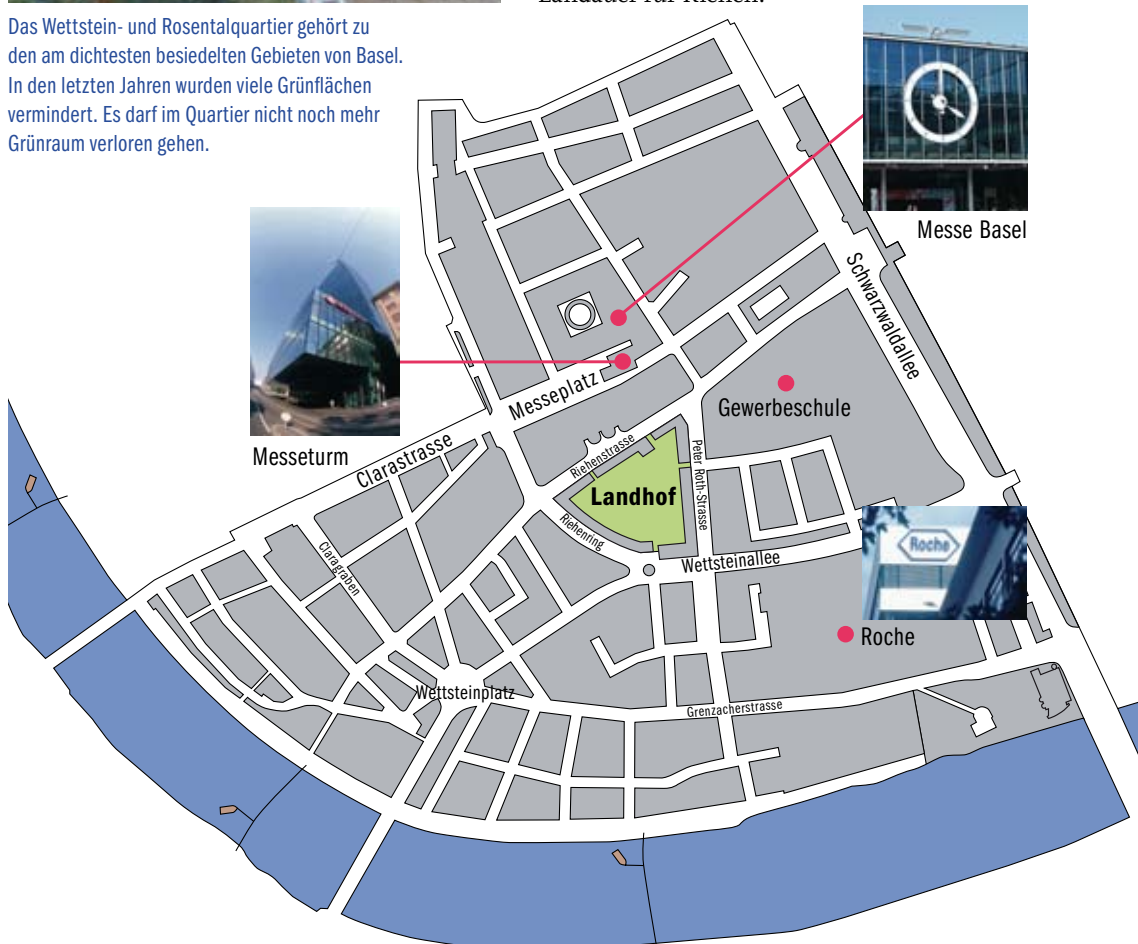 Das Wettstein- und Rosentalquartier gehört zu
den am dichtesten besiedelten Gebieten von Basel.
In den letzten Jahren wurden viele Grünflächen
vermindert. Es darf im Quartier nicht noch mehr
Grünraum verloren gehen.
Messe Basel
Schwarzwaldallee
Messeplatz
Gewerbeschule
Messeturm
Clarastrasse
Riehenstrasse
Peter Roth-Strasse
Landhof
Riehenring
Claragraben
Wettsteinallee
Roche
Roche
Wettsteinplatz
Grenzacherstrasse